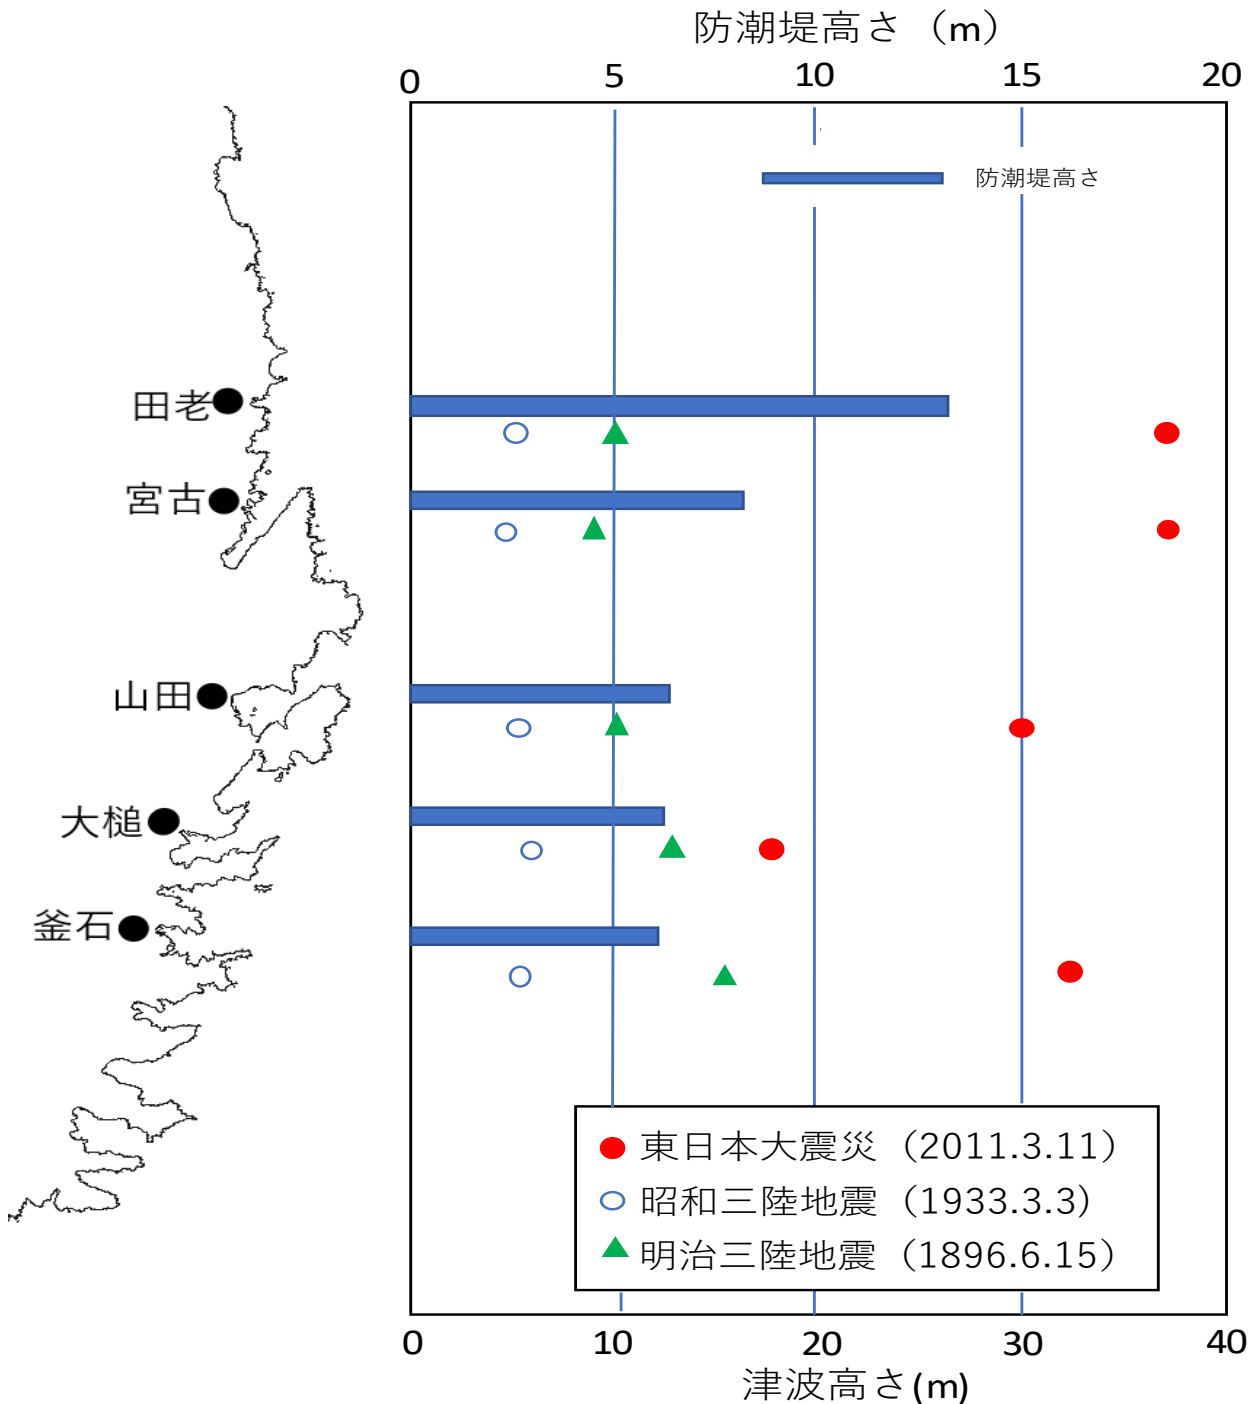 防潮堤高さ（m）
0 5 10 15 20
防潮堤高さ
田老
宮古
山田
大槌
釜石
東日本大震災（2011.3.11）
昭和三陸地震（1933.3.3）
明治三陸地震（1896.6.15）
0 10 20 30 40
津波高さ(m)